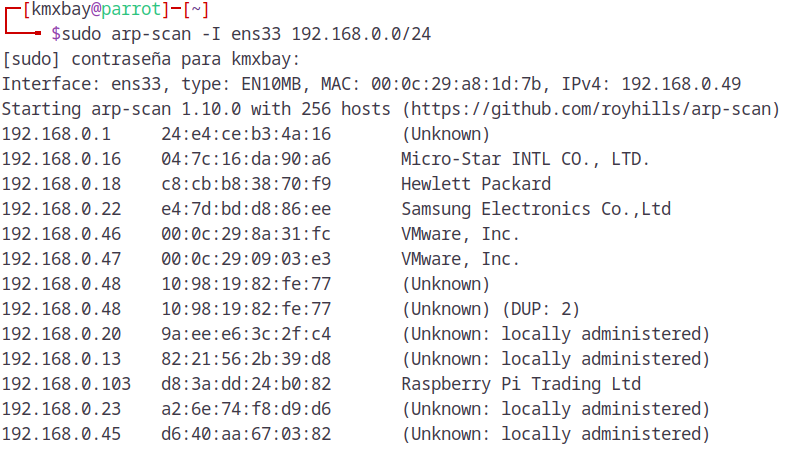 ┌─[kmxbay@parrot]─[~]
└──╼ $sudo arp-scan -I ens33 192.168.0.0/24
[sudo] contraseña para kmxbay:
Interface: ens33, type: EN10MB, MAC: 00:0c:29:a8:1d:7b, IPv4: 192.168.0.49
Starting arp-scan 1.10.0 with 256 hosts (https://github.com/royhills/arp-scan)
192.168.0.1 24:e4:ce:b3:4a:16 (Unknown)
192.168.0.16 04:7c:16:da:90:a6 Micro-Star INTL CO., LTD.
192.168.0.18 c8:cb:b8:38:70:f9 Hewlett Packard
192.168.0.22 e4:7d:bd:d8:86:ee Samsung Electronics Co.,Ltd
192.168.0.46 00:0c:29:8a:31:fc VMware, Inc.
192.168.0.47 00:0c:29:09:03:e3 VMware, Inc.
192.168.0.48 10:98:19:82:fe:77 (Unknown)
192.168.0.48 10:98:19:82:fe:77 (Unknown) (DUP: 2)
192.168.0.20 9a:ee:e6:3c:2f:c4 (Unknown: locally administered)
192.168.0.13 82:21:56:2b:39:d8 (Unknown: locally administered)
192.168.0.103 d8:3a:dd:24:b0:82 Raspberry Pi Trading Ltd
192.168.0.23 a2:6e:74:f8:d9:d6 (Unknown: locally administered)
192.168.0.45 d6:40:aa:67:03:82 (Unknown: locally administered)